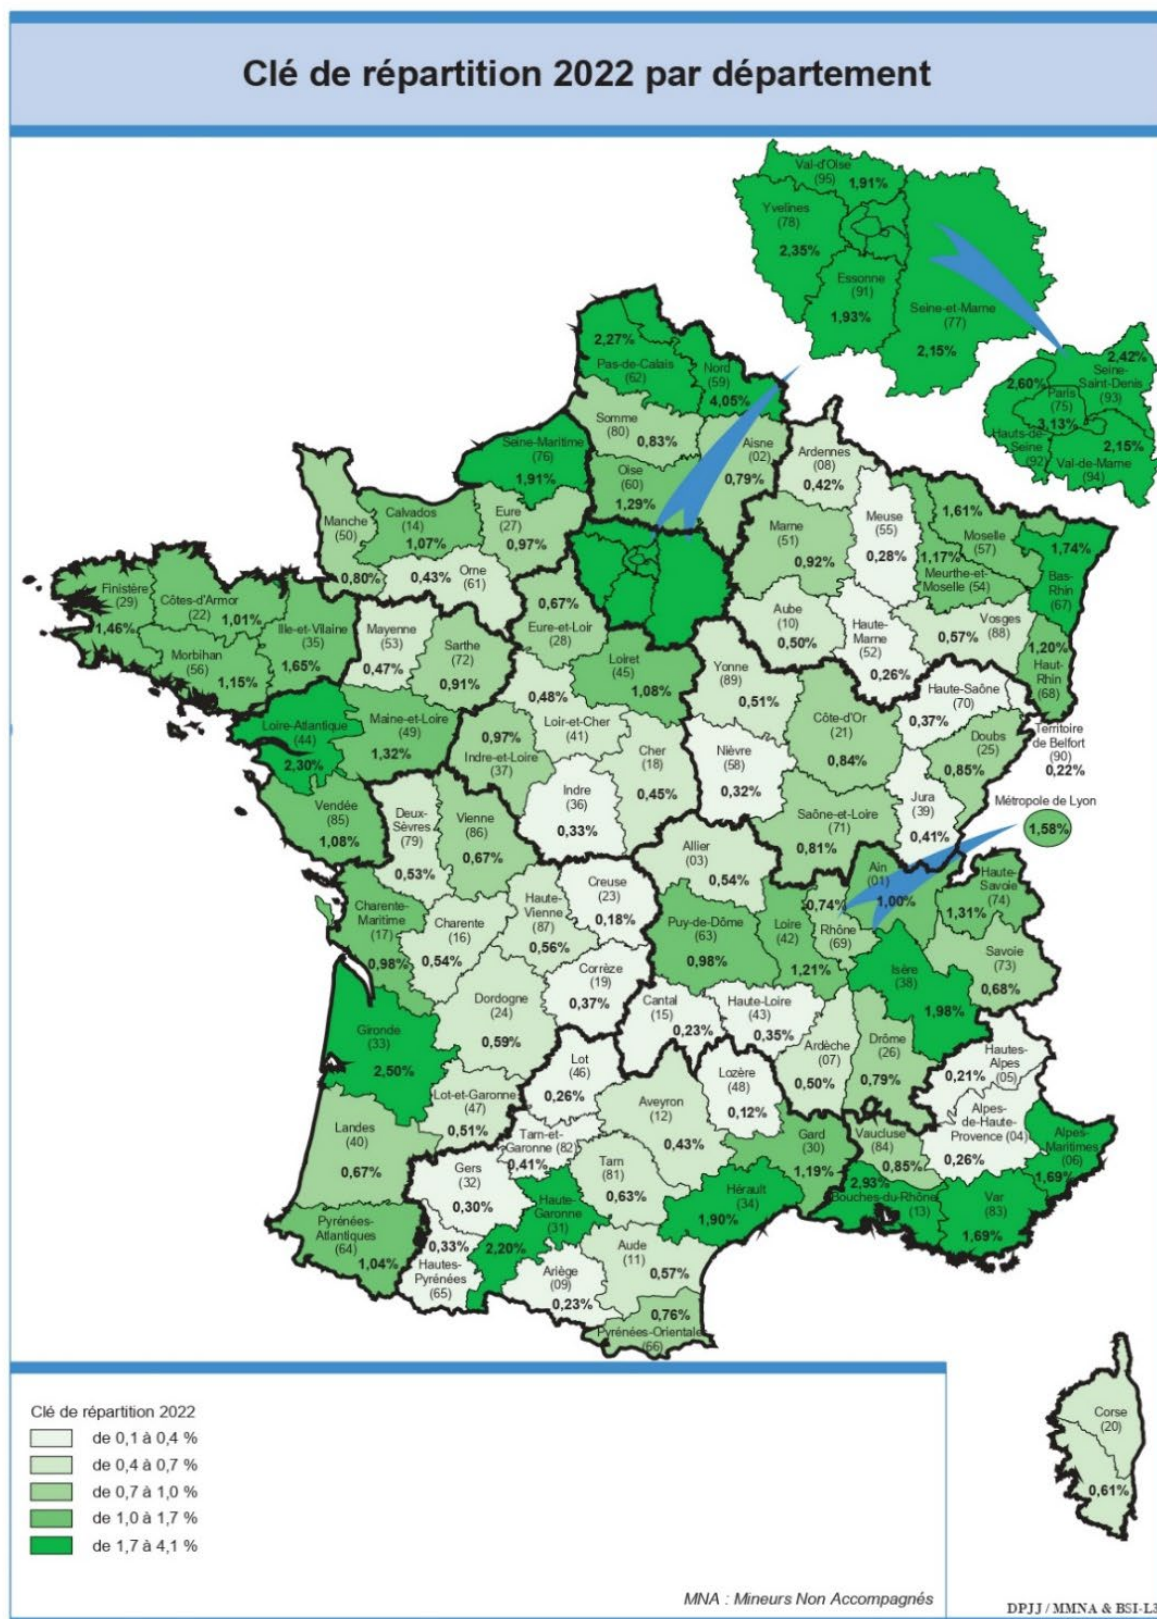 Clé de répartition 2022 par département
Val-d'Oise
(95) 1,91%
Yvelines
(78)
2,35%
Essonne
(91)
1,93%
Seine-et-Marne
(77)
2,15%
2,42%
Seine-
Saint-Denis
(93)
2,60%
Paris
(75)
3,13%
Hauts-de-
Seine
(92)
2,15%
Val-de-Marne
(94)
2,27%
Pas-de-Calais
(62)
Nord
(59)
4,05%
Somme
(80)
0,83%
Aisne
(02)
0,79%
Ardennes
(08)
0,42%
Seine-Maritime
(76)
1,91%
Oise
(60)
1,29%
Manche
(50)
0,80%
Calvados
(14)
1,07%
Eure
(27)
0,97%
0,43% Orne
(61)
Marne
(51)
0,92%
Meuse
(55)
0,28%
1,61%
Moselle
(57)
1,17%
Meurthe-et-
Moselle (54)
1,74%
Bas-
Rhin
(67)
Finistère
(29)
1,46%
Côtes-d'Armor
(22)
1,01%
Ille-et-Vilaine
(35)
1,65%
Morbihan
(56)
1,15%
Mayenne
(53)
0,47%
Sarthe
(72)
0,91%
0,67%
Eure-et-Loir
(28)
Aube
(10)
0,50%
Haute-
Marne
(52)
0,26%
Vosges
(88)
0,57%
1,20%
Haut-
Rhin
(68)
Loiret
(45)
1,08%
Yonne
(89)
0,51%
Haute-Saône
(70)
0,37%
Territoire
de Belfort
(90)
0,22%
Loire-Atlantique
(44)
2,30%
Maine-et-Loire
(49)
1,32%
0,48%
Loir-et-Cher
(41)
0,97%
Indre-et-Loire
(37)
Cher
(18)
0,45%
Nièvre
(58)
0,32%
Côte-d'Or
(21)
0,84%
Doubs
(25)
0,85%
Jura
(39)
0,41%
Métropole de Lyon
1,58%
Vendée
(85)
1,08%
Deux-
Sèvres
(79)
0,53%
Vienne
(86)
0,67%
Indre
(36)
0,33%
Saône-et-Loire
(71)
0,81%
Allier
(03)
0,54%
Ain
(01)
1,00%
Haute-
Savoie
(74)
1,31%
Charente-
Maritime
(17)
0,98%
Charente
(16)
0,54%
Haute-
Vienne
(87)
0,56%
Creuse
(23)
0,18%
Puy-de-Dôme
(63)
0,98%
Loire
(42)
1,21%
0,74%
Rhône
(69)
Savoie
(73)
0,68%
Isère
(38)
1,98%
Corrèze
(19)
0,37%
Dordogne
(24)
0,59%
Cantal
(15)
0,23%
Haute-Loire
(43)
0,35%
Ardèche
(07)
0,50%
Drôme
(26)
0,79%
Hautes-
Alpes
0,21% (05)
Gironde
(33)
2,50%
Lot-et-Garonne
(47)
0,51%
Lot
(46)
0,26%
Aveyron
(12)
0,43%
Lozère
(48)
0,12%
Alpes-
de-Haute-
Provence (04)
0,26%
Alpes-
Maritimes
(06)
1,69%
Landes
(40)
0,67%
Tarn-et-
Garonne (82)
0,41%
Tarn
(81)
0,63%
Gard
(30)
1,19%
Vaucluse
(84)
0,85%
2,93%
Bouches-du-Rhône
(13)
Var
(83)
1,69%
Gers
(32)
0,30%
Haute-
Garonne
(31)
2,20%
Hérault
(34)
1,90%
Pyrénées-
Atlantiques
(64)
1,04%
0,33%
Hautes-
Pyrénées
(65)
Ariège
(09)
0,23%
Aude
(11)
0,57%
0,76%
Pyrénées-Orientales
(66)
Corse
(20)
0,61%
Clé de répartition 2022
de 0,1 à 0,4 %
de 0,4 à 0,7 %
de 0,7 à 1,0 %
de 1,0 à 1,7 %
de 1,7 à 4,1 %
MNA : Mineurs Non Accompagnés
DPJJ / MMNA & BSI-L3